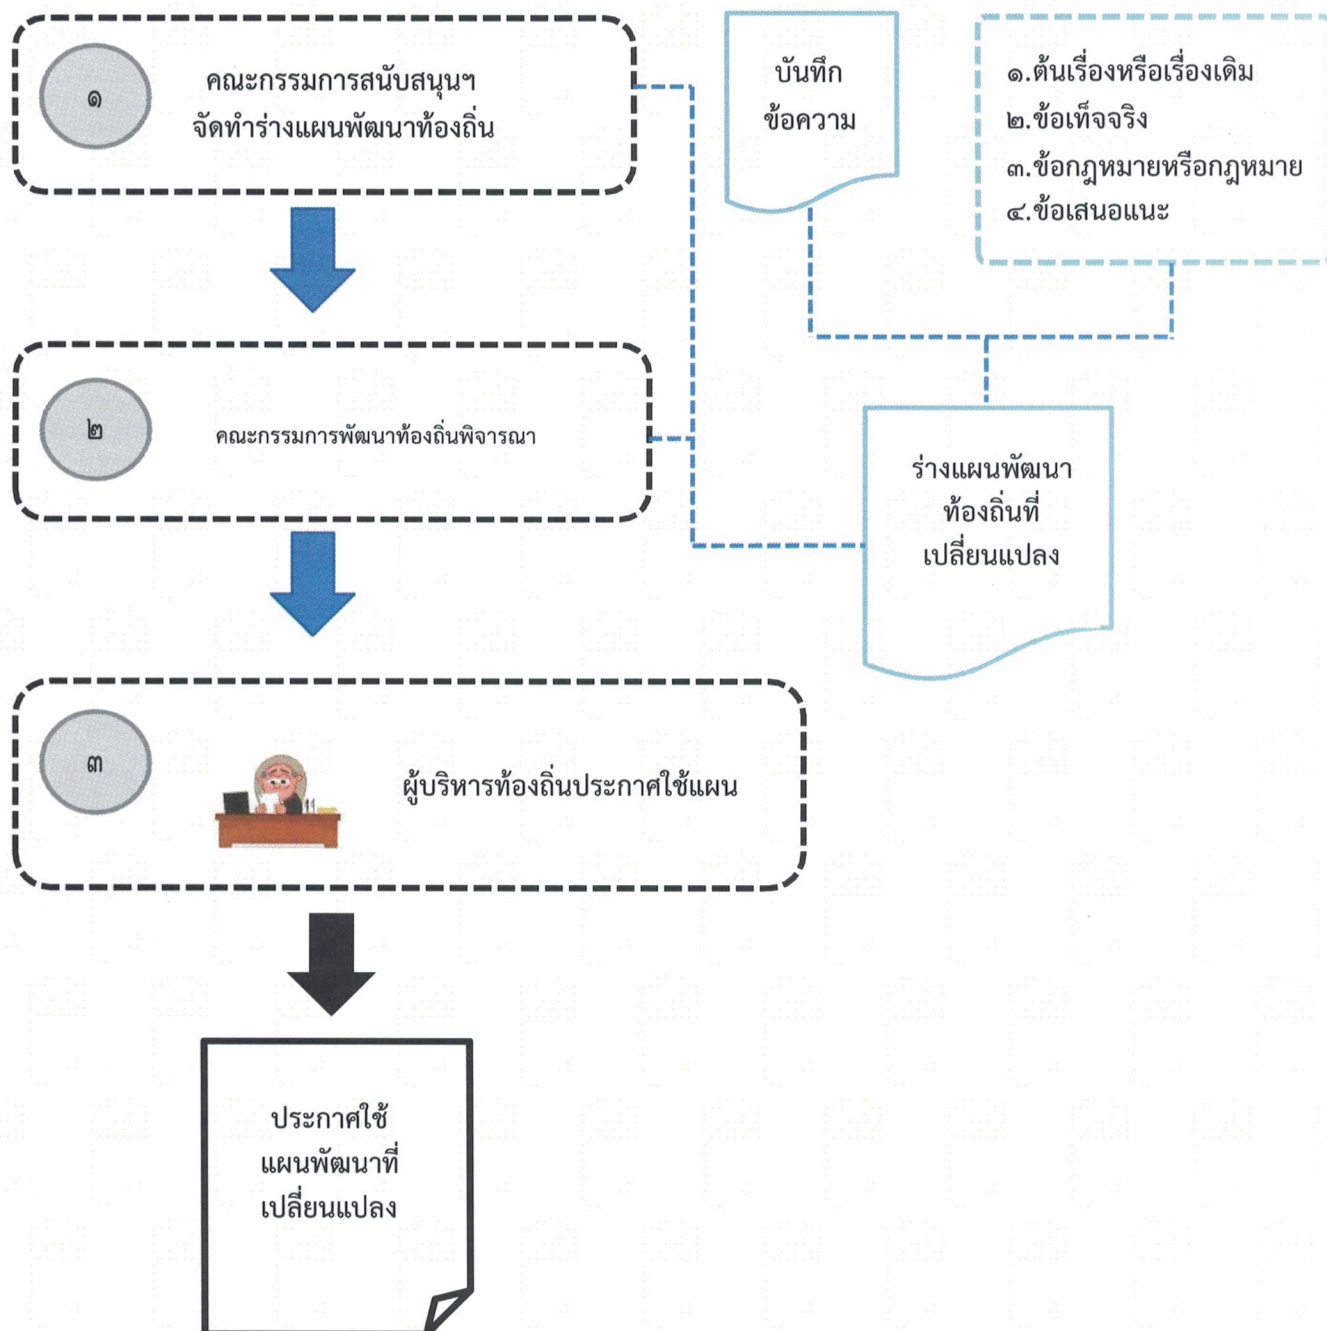 ๑
คณะกรรมการสนับสนุนฯ
จัดทำร่างแผนพัฒนาท้องถิ่น
บันทึก
ข้อความ
๑.ต้นเรื่องหรือเรื่องเดิม
๒.ข้อเท็จจริง
๓.ข้อกฎหมายหรือกฎหมาย
๔.ข้อเสนอแนะ
๒
คณะกรรมการพัฒนาท้องถิ่นพิจารณา
ร่างแผนพัฒนา
ท้องถิ่นที่
เปลี่ยนแปลง
๓
ผู้บริหารท้องถิ่นประกาศใช้แผน
ประกาศใช้
แผนพัฒนาที่
เปลี่ยนแปลง